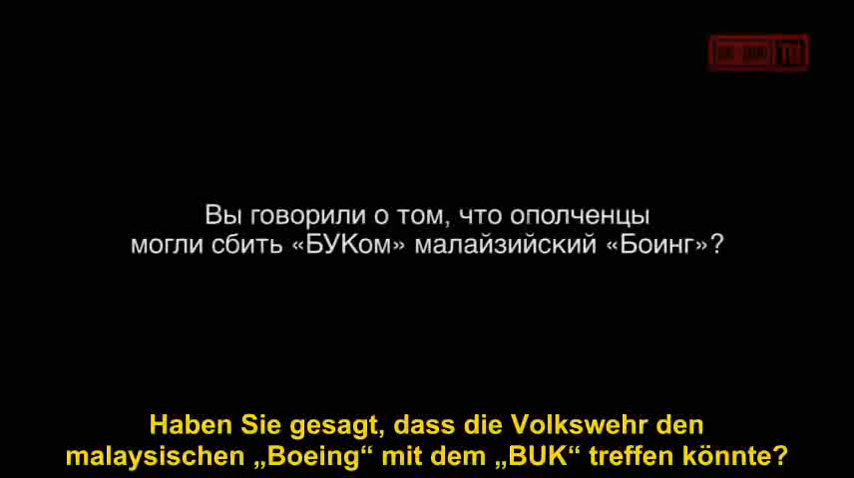 Вы говорили о том, что ополченцы
могли сбить «БУКом» малайзийский «Боинг»?
Haben Sie gesagt, dass die Volkswehr den
malaysischen „Boeing“ mit dem „BUK“ treffen könnte?